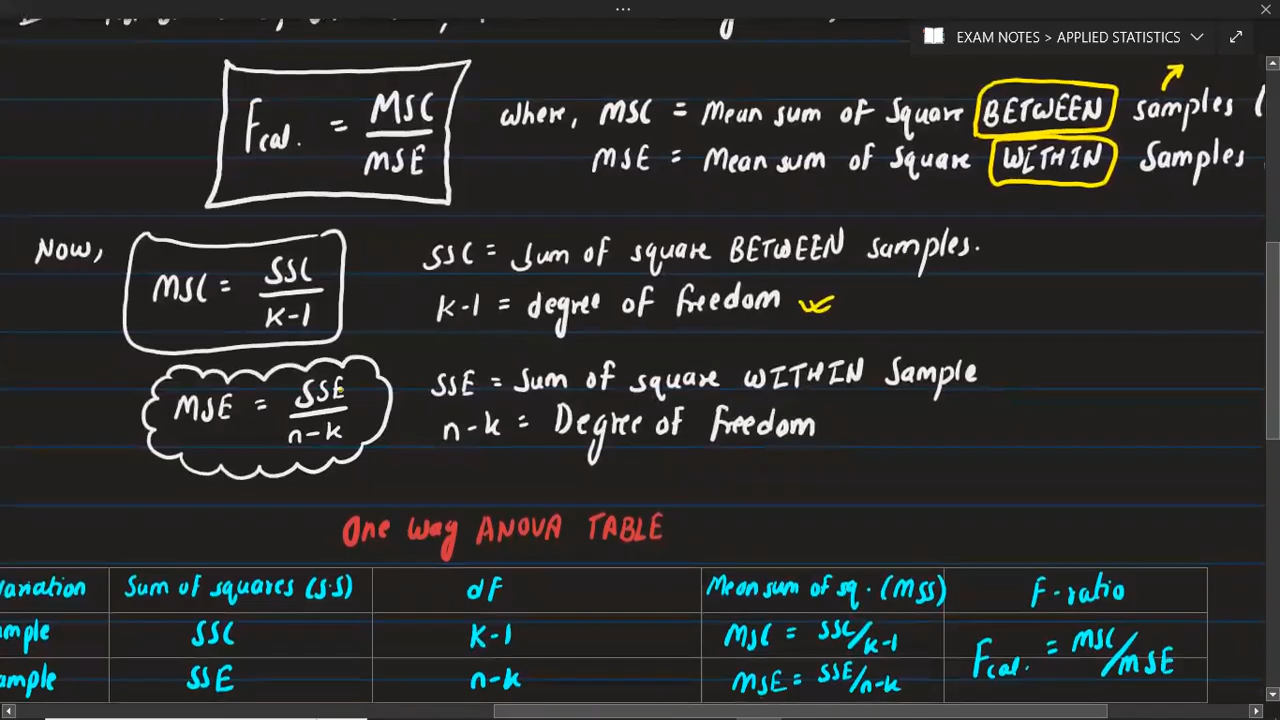 EXAM NOTES > APPLIED STATISTICS
Fcal. = MSC/MSE
where, MSC = Mean sum of square BETWEEN samples (
MSE = Mean sum of square WITHIN Samples
Now, MSC = SSC/K-1
SSC = Sum of square BETWEEN samples.
K-1 = degree of freedom
MSE = SSE/n-k
SSE = Sum of square WITHIN Sample
n-k = Degree of freedom
One way ANOVA TABLE
variation Sum of squares (S.S) dF Mean sum of sq. (MSS) F-ratio
ample SSC K-1 MSC = SSC/K-1 Fcal. = MSC/MSE
ample SSE n-k MSE = SSE/n-k